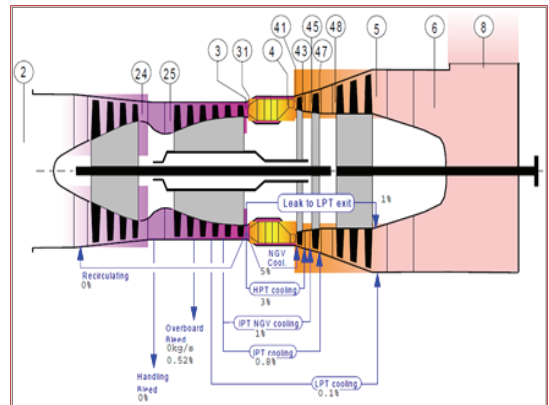 41
45
48
3
31
4
43
47
5
6
8
24
25
2
1%
Leak to LPT exit
NGV
Cool.
5%
Recirculating
0%
HPT cooling
3%
Overboard
Bleed
0kg/s
0.52%
IPT NGV cooling
1%
IPT cooling
0.8%
Handling
Bleed
0%
LPT cooling
0.1%